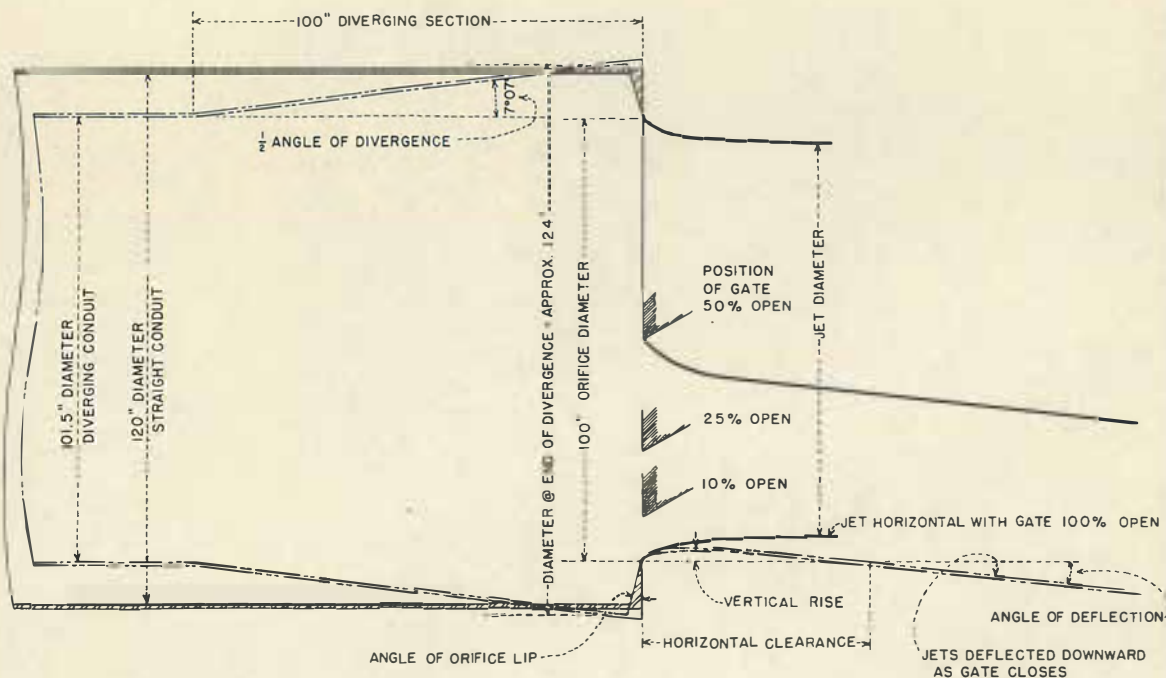 100" DIVERGING SECTION
7°07'
½ ANGLE OF DIVERGENCE
101.5" DIAMETER
DIVERGING CONDUIT
120" DIAMETER
STRAIGHT CONDUIT
DIAMETER @ END OF DIVERGENCE = APPROX. 124"
100" ORIFICE DIAMETER
POSITION
OF GATE
50% OPEN
JET DIAMETER
25% OPEN
10% OPEN
JET HORIZONTAL WITH GATE 100% OPEN
VERTICAL RISE
ANGLE OF DEFLECTION
HORIZONTAL CLEARANCE
ANGLE OF ORIFICE LIP
JETS DEFLECTED DOWNWARD
AS GATE CLOSES